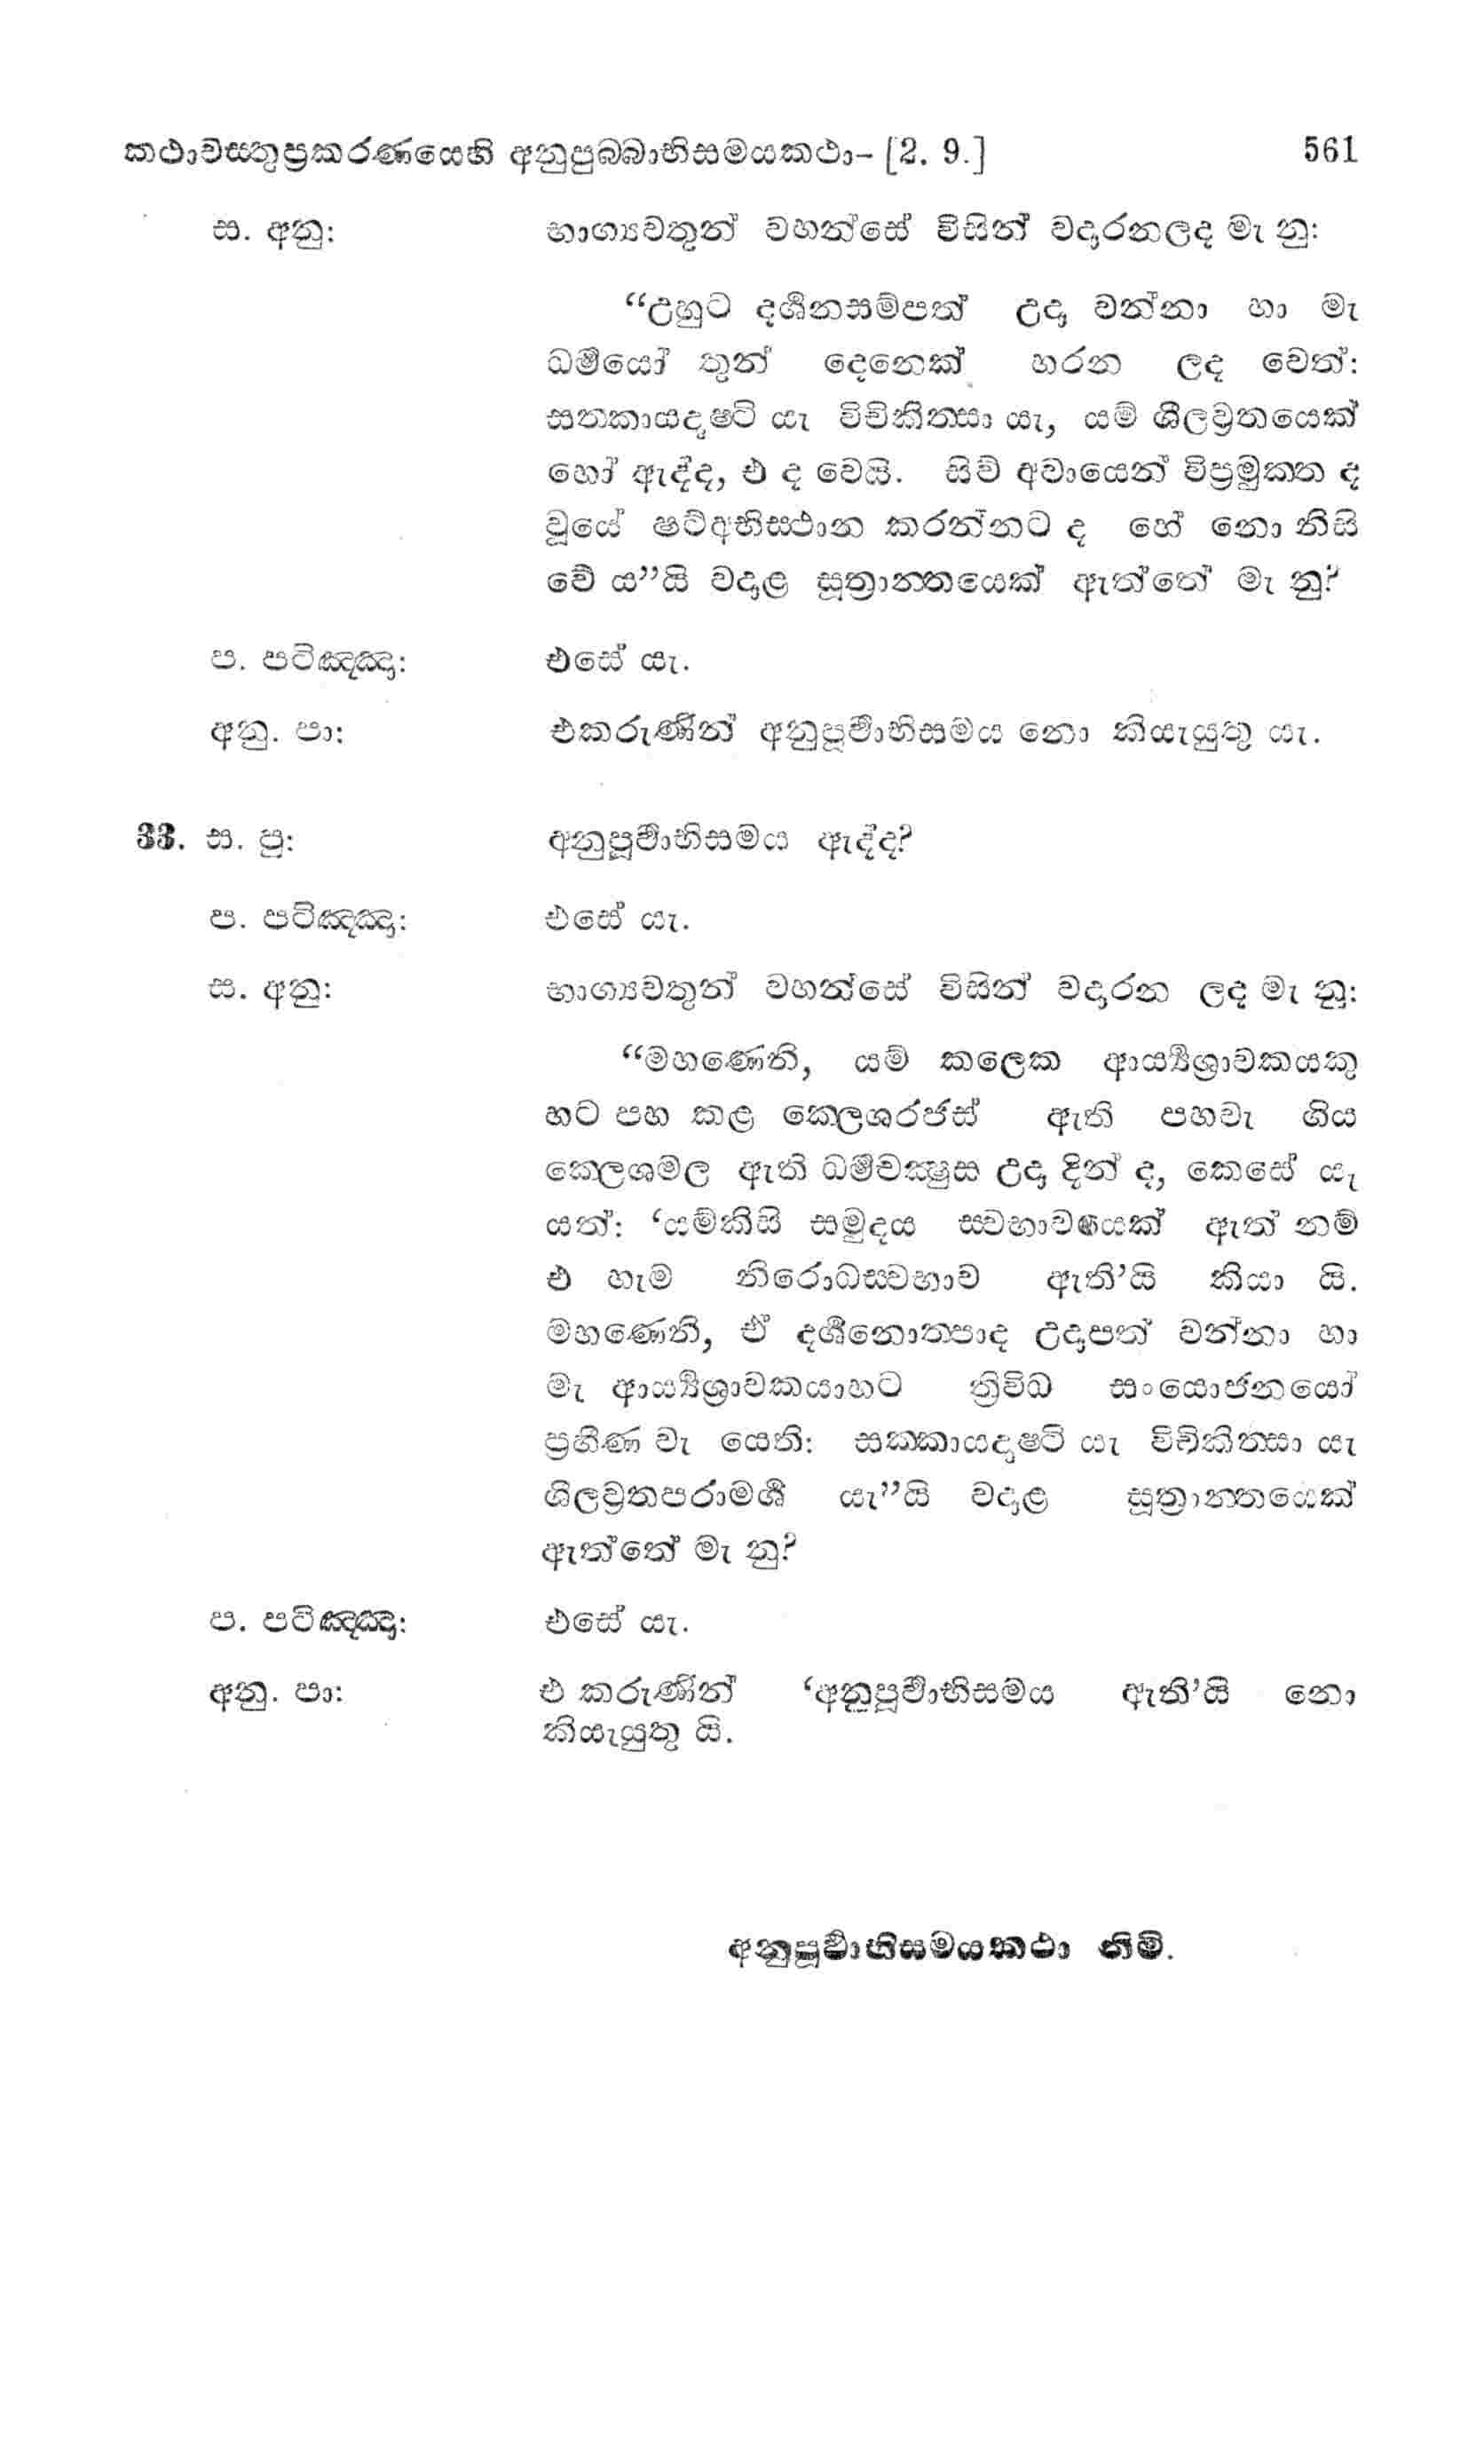 කථාවස්තුප්‍රකරණයෙහි අනුපුබ්බාභිසමයකථා- [2. 9.] 561
ස. අනු: භාග්‍යවතුන් වහන්සේ විසින් වදාරනලද මැ නු:
“උහුට දර්‍ශනසම්පත් උදා වන්නා හා මැ
ධර්‍මයෝ තුන් දෙනෙක් හරන ලද වෙත්:
සත්කායදෘෂ්ටි යැ විචිකිත්සා යැ, යම් ශීලව්‍රතයෙක්
හෝ ඇද්ද, එ ද වෙයි. සිව් අවායෙන් විප්‍රමුක්ත ද
වූයේ ෂට්අභිස්ථාන කරන්නට ද හේ නො නිසි
වේ ය”යි වදාළ සූත්‍රාන්තයෙක් ඇත්තේ මැ නු?
ප. පටිඤ්ඤා: එසේ යැ.
අනු. පා: එකරුණින් අනුපූර්‍වාභිසමය නො කියැයුතු යැ.
33. ස. පු: අනුපූර්‍වාභිසමය ඇද්ද?
ප. පටිඤ්ඤා: එසේ යැ.
ස. අනු: භාග්‍යවතුන් වහන්සේ විසින් වදාරන ලද මැ නු:
“මහණෙනි, යම් කලෙක ආර්‍ය්‍යශ්‍රාවකයකු
හට පහ කළ ක්ලෙශරජස් ඇති පහවැ ගිය
ක්ලෙශමල ඇති ධර්‍මචක්‍ෂුස උදා දින් ද, කෙසේ යැ
යත්: ‘යම්කිසි සමුදය ස්වභාවයෙක් ඇත් නම්
එ හැම නිරොධස්වභාව ඇති’යි කියා යි.
මහණෙනි, ඒ දර්‍ශනොත්පාද උදාපත් වන්නා හා
මැ ආර්‍ය්‍යශ්‍රාවකයාහට ත්‍රිවිධ සංයොජනයෝ
ප්‍රහීණ වැ යෙති: සත්කායදෘෂ්ටි යැ විචිකිත්සා යැ
ශීලව්‍රතපරාමර්‍ශ යැ”යි වදාළ සූත්‍රාන්තයෙක්
ඇත්තේ මැ නු?
ප. පටිඤ්ඤා: එසේ යැ.
අනු. පා: එ කරුණින් ‘අනුපූර්‍වාභිසමය ඇති’යි නො
කියැයුතු යි.
අනුපූර්‍වාභිසමයකථා නිමි.